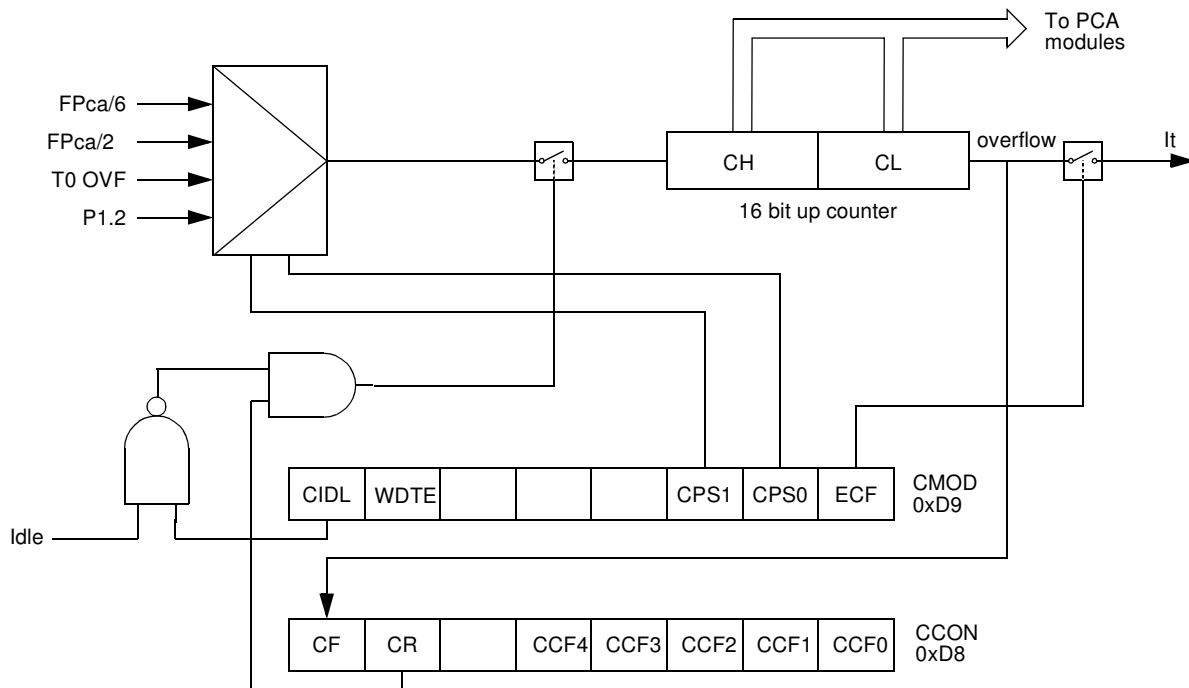 To PCA
modules
FPca/6
FPca/2
T0 OVF
P1.2
overflow
It
CH
CL
16 bit up counter
CIDL
WDTE
CPS1
CPS0
ECF
CMOD
0xD9
Idle
CF
CR
CCF4
CCF3
CCF2
CCF1
CCF0
CCON
0xD8